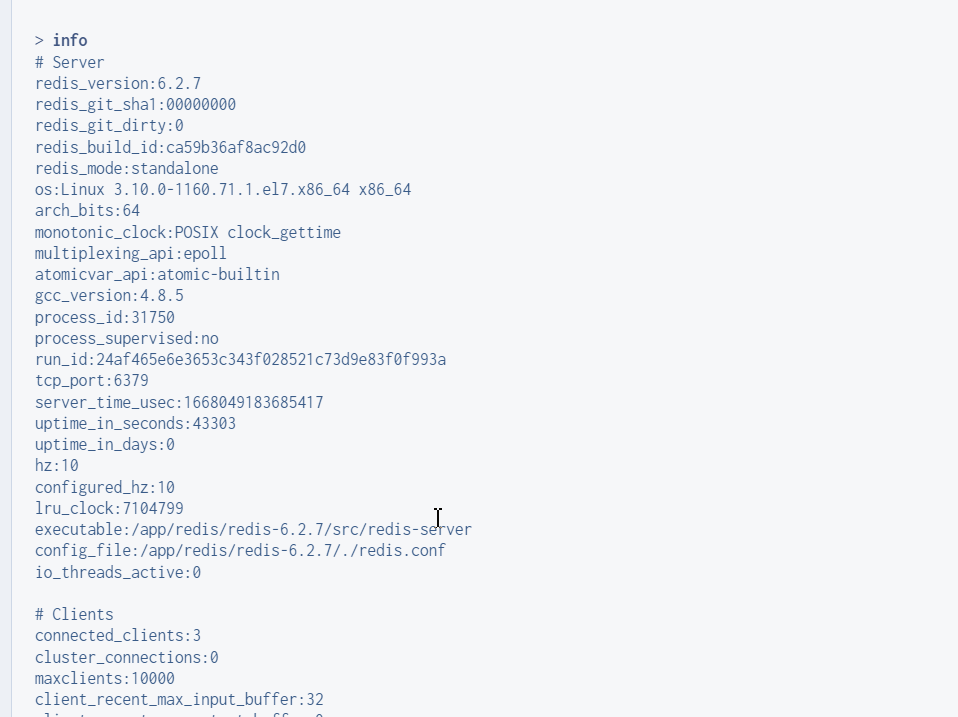 > info
# Server
redis_version:6.2.7
redis_git_sha1:00000000
redis_git_dirty:0
redis_build_id:ca59b36af8ac92d0
redis_mode:standalone
os:Linux 3.10.0-1160.71.1.el7.x86_64 x86_64
arch_bits:64
monotonic_clock:POSIX clock_gettime
multiplexing_api:epoll
atomicvar_api:atomic-builtin
gcc_version:4.8.5
process_id:31750
process_supervised:no
run_id:24af465e6e3653c343f028521c73d9e83f0f993a
tcp_port:6379
server_time_usec:1668049183685417
uptime_in_seconds:43303
uptime_in_days:0
hz:10
configured_hz:10
lru_clock:7104799
executable:/app/redis/redis-6.2.7/src/redis-server
config_file:/app/redis/redis-6.2.7/./redis.conf
io_threads_active:0
# Clients
connected_clients:3
cluster_connections:0
maxclients:10000
client_recent_max_input_buffer:32